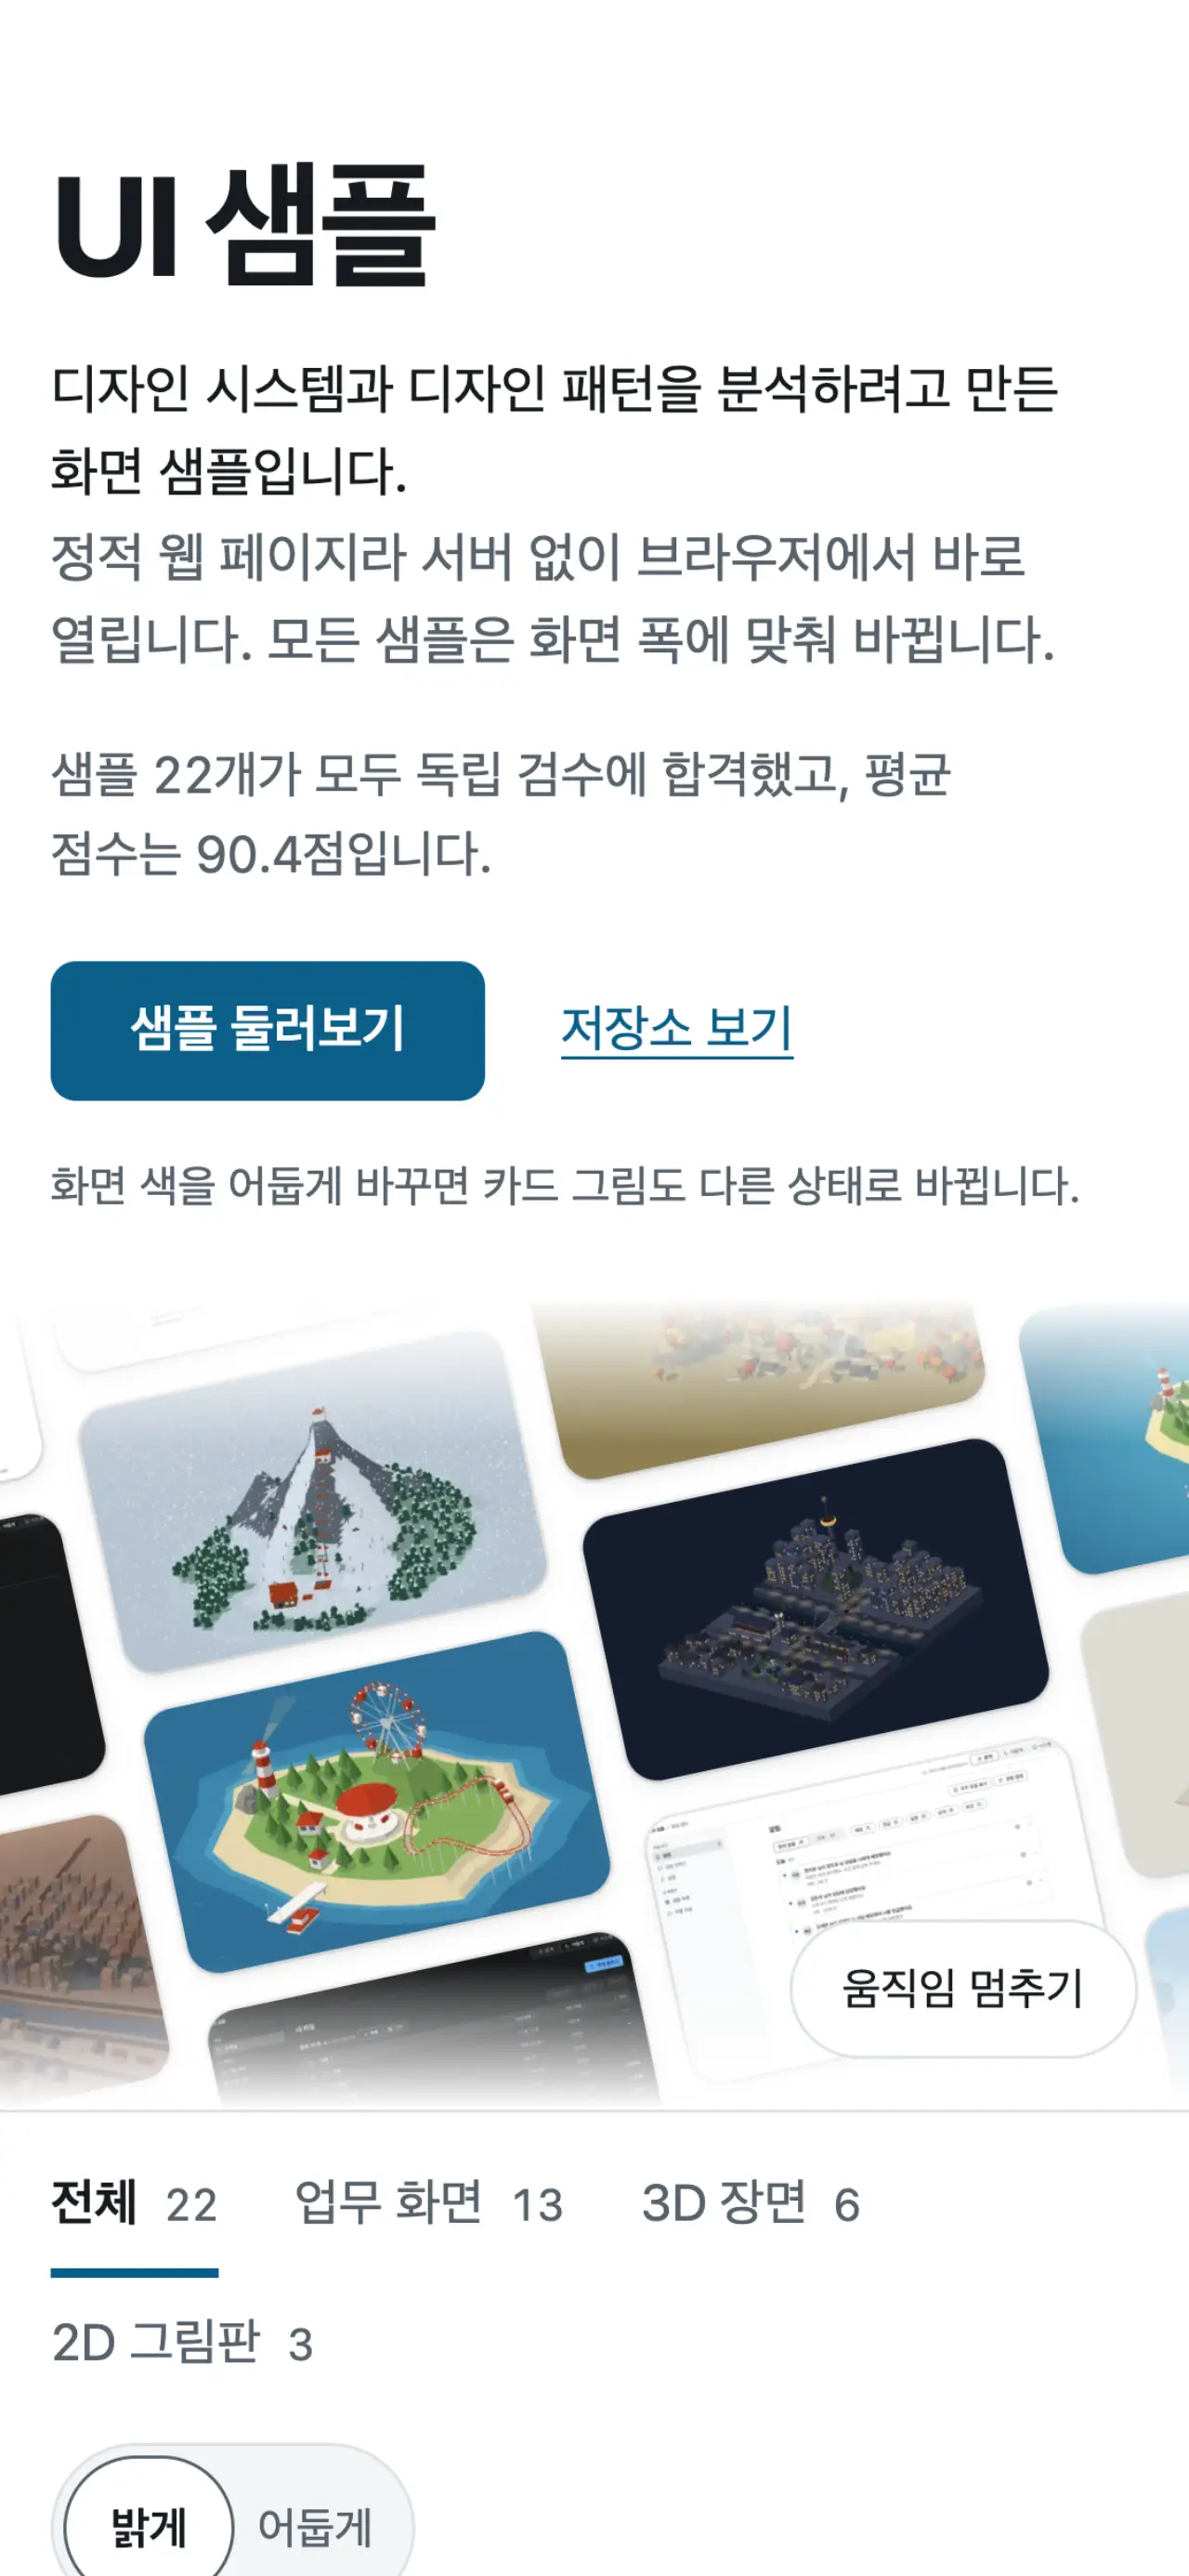 UI 샘플
디자인 시스템과 디자인 패턴을 분석하려고 만든
화면 샘플입니다.
정적 웹 페이지라 서버 없이 브라우저에서 바로
열립니다. 모든 샘플은 화면 폭에 맞춰 바뀝니다.
샘플 22개가 모두 독립 검수에 합격했고, 평균
점수는 90.4점입니다.
샘플 둘러보기
저장소 보기
화면 색을 어둡게 바꾸면 카드 그림도 다른 상태로 바뀝니다.
움직임 멈추기
전체 22 업무 화면 13 3D 장면 6
2D 그림판 3
밝게 어둡게